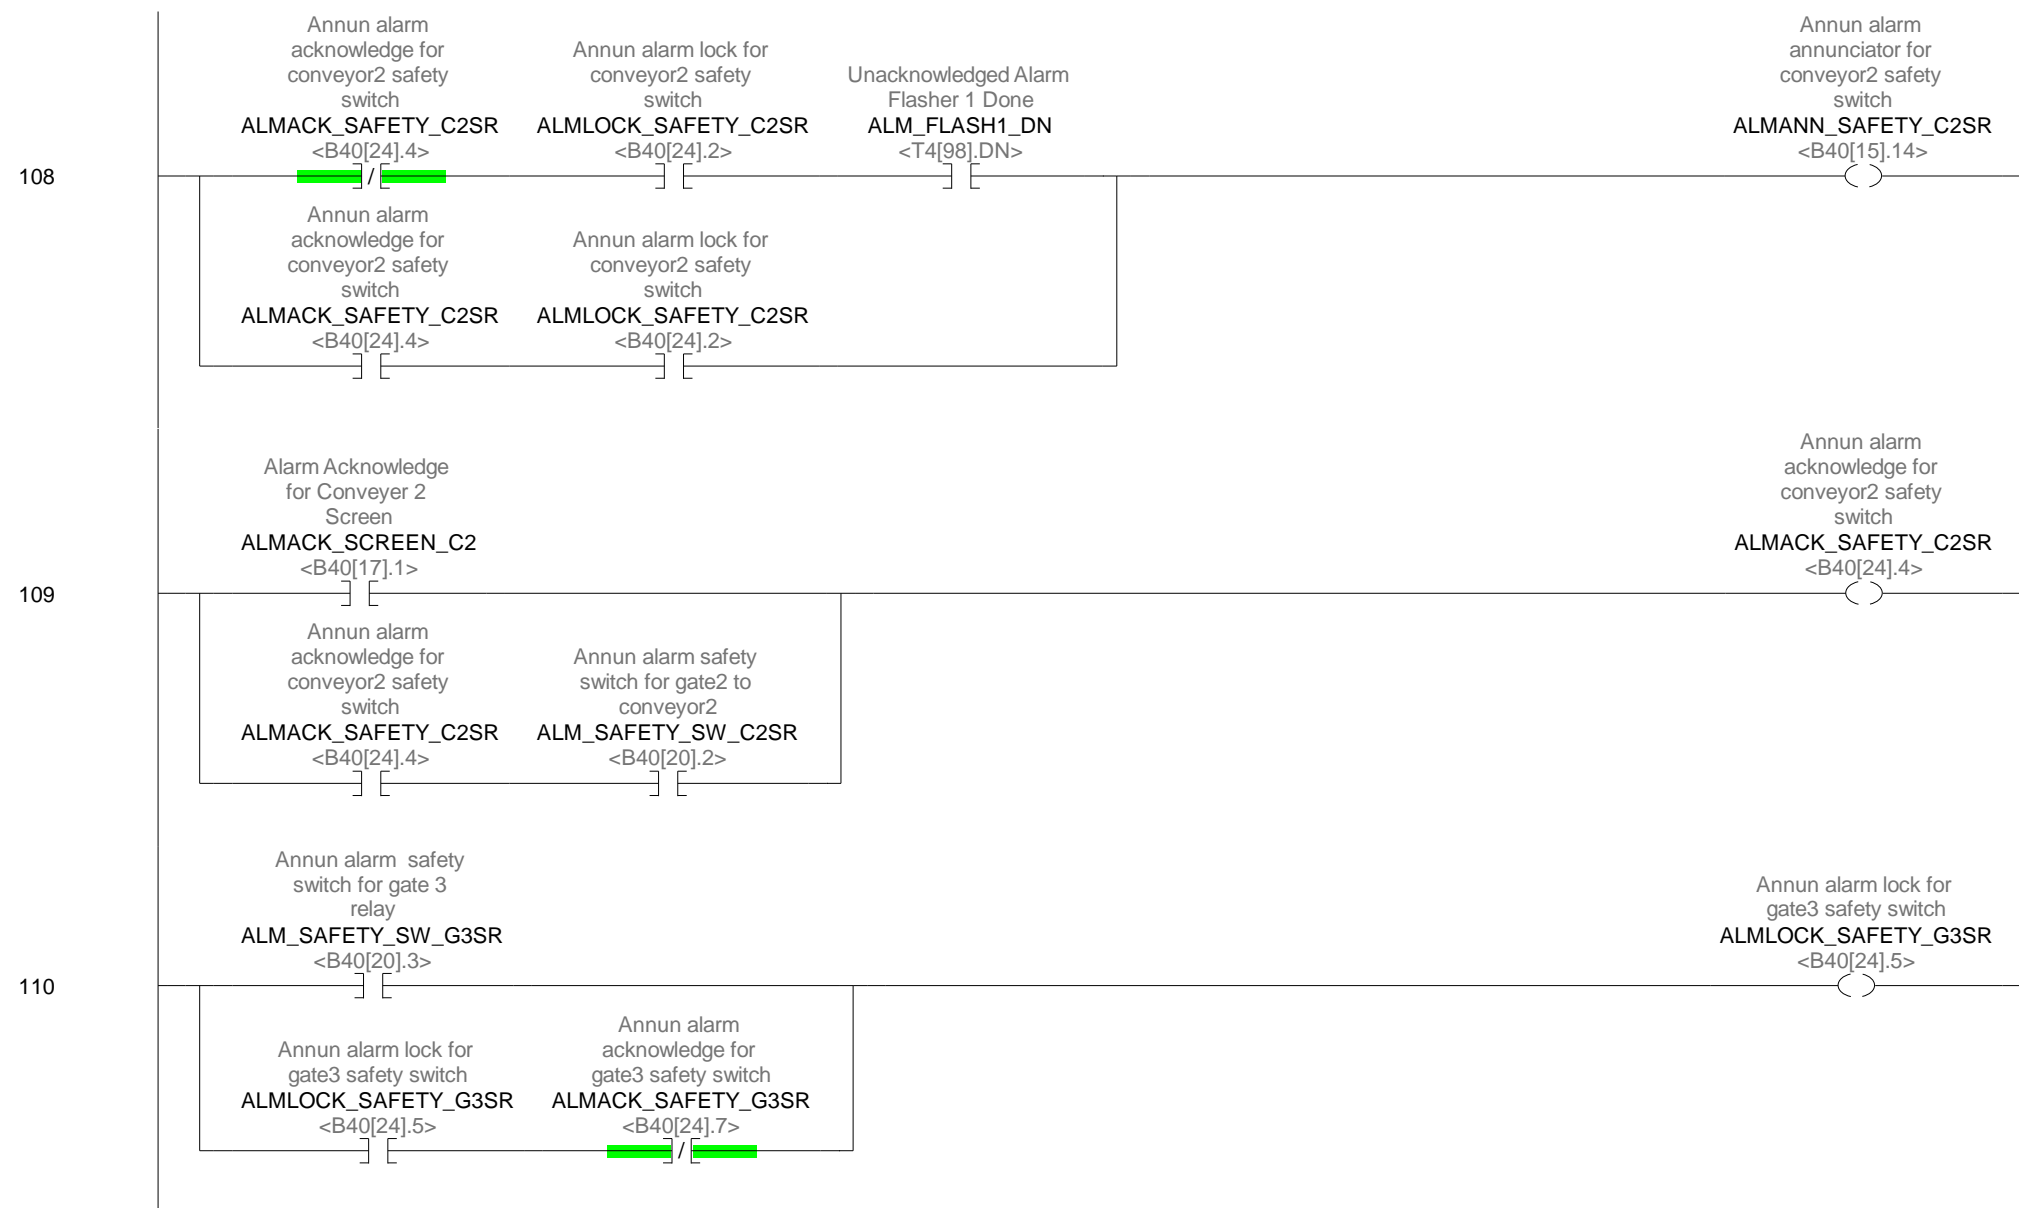 Annun alarm
acknowledge for
conveyor2 safety
switch
ALMACK_SAFETY_C2SR
<B40[24].4>
Annun alarm lock for
conveyor2 safety
switch
ALMLOCK_SAFETY_C2SR
<B40[24].2>
Unacknowledged Alarm
Flasher 1 Done
ALM_FLASH1_DN
<T4[98].DN>
Annun alarm
annunciator for
conveyor2 safety
switch
ALMANN_SAFETY_C2SR
<B40[15].14>
108
/
Annun alarm
acknowledge for
conveyor2 safety
switch
ALMACK_SAFETY_C2SR
<B40[24].4>
Annun alarm lock for
conveyor2 safety
switch
ALMLOCK_SAFETY_C2SR
<B40[24].2>
Alarm Acknowledge
for Conveyer 2
Screen
ALMACK_SCREEN_C2
<B40[17].1>
Annun alarm
acknowledge for
conveyor2 safety
switch
ALMACK_SAFETY_C2SR
<B40[24].4>
109
Annun alarm
acknowledge for
conveyor2 safety
switch
ALMACK_SAFETY_C2SR
<B40[24].4>
Annun alarm safety
switch for gate2 to
conveyor2
ALM_SAFETY_SW_C2SR
<B40[20].2>
Annun alarm  safety
switch for gate 3
relay
ALM_SAFETY_SW_G3SR
<B40[20].3>
Annun alarm lock for
gate3 safety switch
ALMLOCK_SAFETY_G3SR
<B40[24].5>
110
Annun alarm lock for
gate3 safety switch
ALMLOCK_SAFETY_G3SR
<B40[24].5>
Annun alarm
acknowledge for
gate3 safety switch
ALMACK_SAFETY_G3SR
<B40[24].7>
/